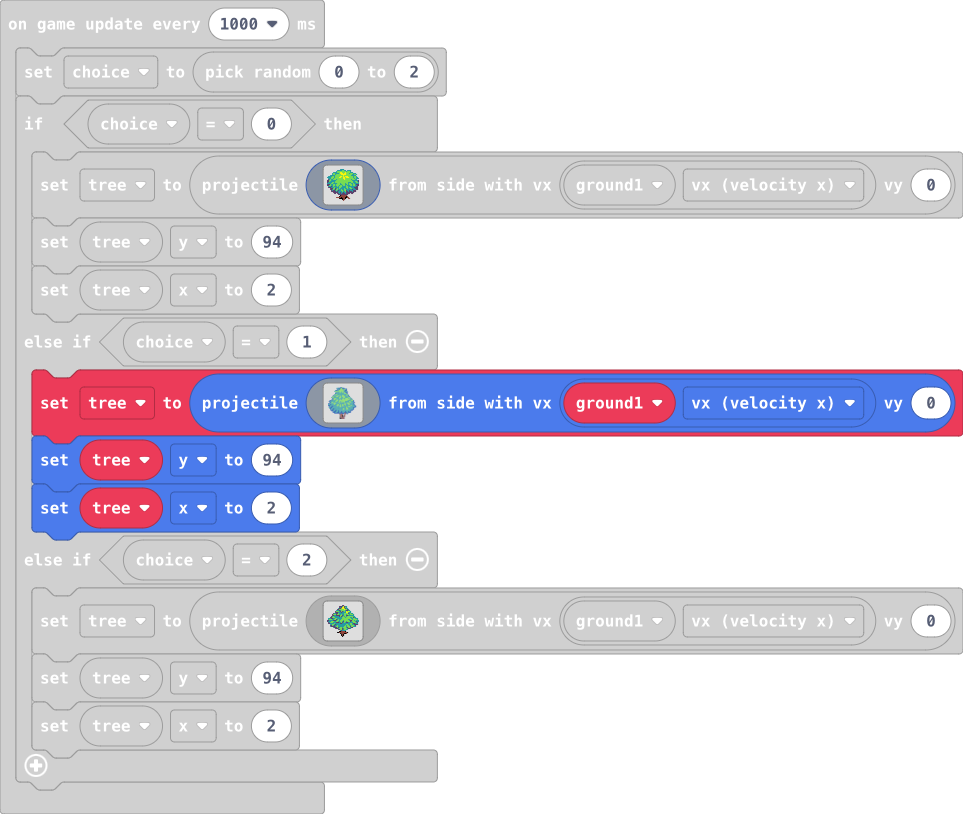 on game update every 1000 ms
set choice to pick random 0 to 2
if choice = 0 then
set tree to projectile from side with vx ground1 vx (velocity x) vy 0
set tree y to 94
set tree x to 2
else if choice = 1 then
set tree to projectile from side with vx ground1 vx (velocity x) vy 0
set tree y to 94
set tree x to 2
else if choice = 2 then
set tree to projectile from side with vx ground1 vx (velocity x) vy 0
set tree y to 94
set tree x to 2